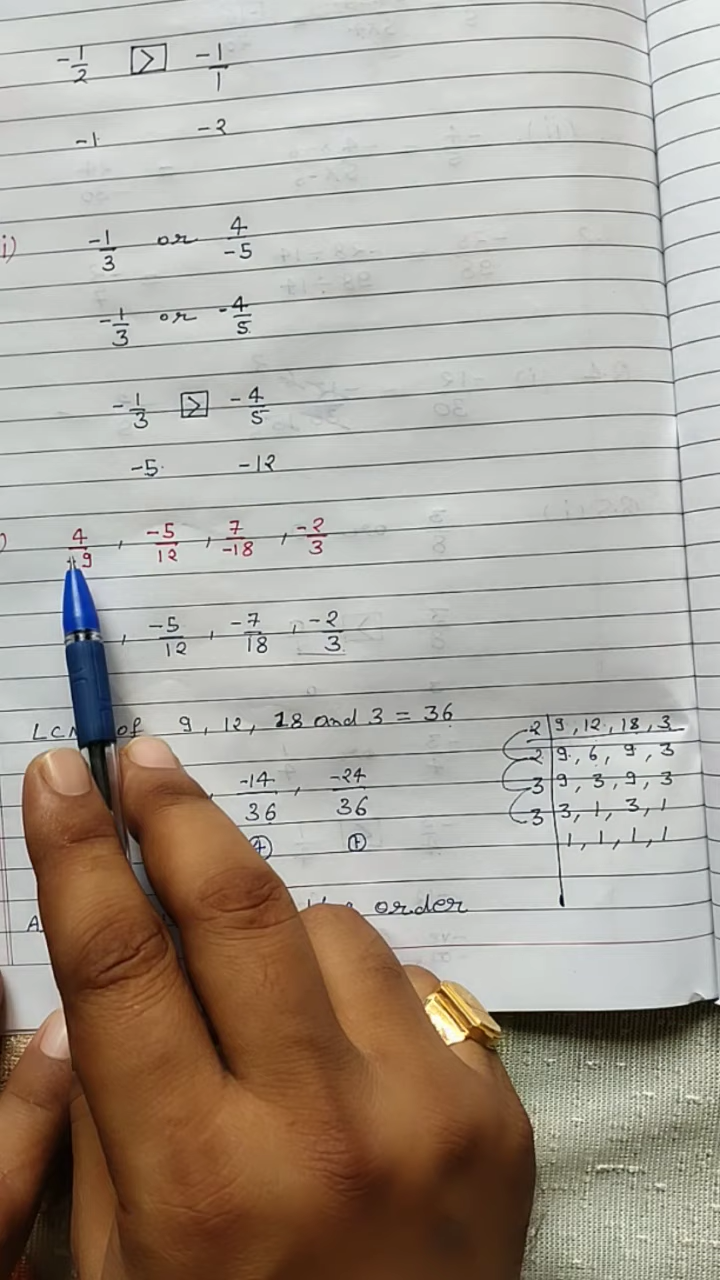 -1/2 [>] -1/1
-1 -2
i) -1/3 or 4/-5
-1/3 or -4/5
-1/3 [>] -4/5
-5 -12
) 4/-9 , -5/12 , 7/-18 , -2/3
, -5/12 , -7/18 , -2/3
of 9, 12, 18 and 3 = 36
, -14/36 , -24/36
④ ①
A order
2 | 9, 12, 18, 3
2 | 9, 6, 9, 3
3 | 9, 3, 9, 3
3 | 3, 1, 3, 1
1, 1, 1, 1